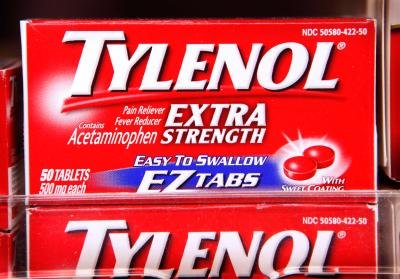 NDC 50580-422-50
TYLENOL®
Pain Reliever
Fever Reducer
Contains
Acetaminophen
EXTRA
STRENGTH
EASY TO SWALLOW
EZ TABS
50 TABLETS
500 mg each
WITH
SWEET COATING
NDC 50580-422-50
TYLENOL®